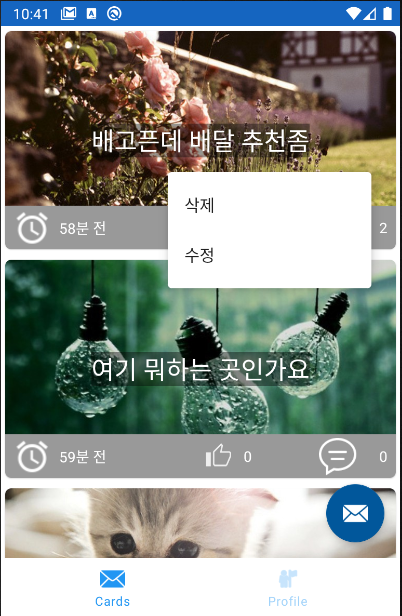 10:41
배고픈데 배달 추천좀
58분 전
2
삭제
수정
여기 뭐하는 곳인가요
59분 전
0
0
Cards
Profile